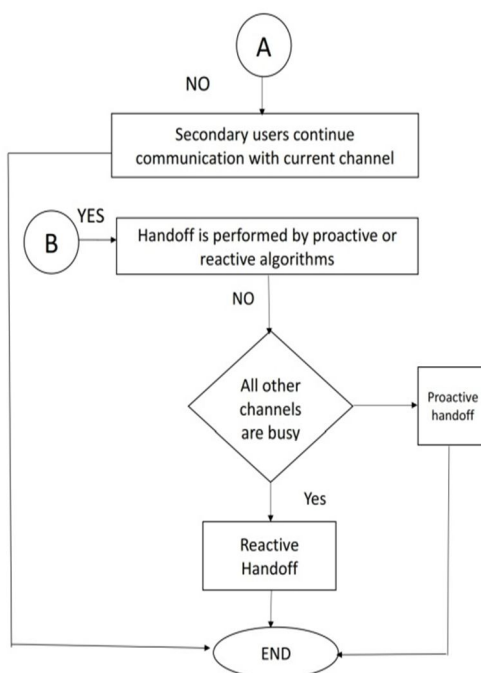 A
NO
Secondary users continue
communication with current channel
YES
B
Handoff is performed by proactive or
reactive algorithms
NO
All other
channels
are busy
Proactive
handoff
Yes
Reactive
Handoff
END